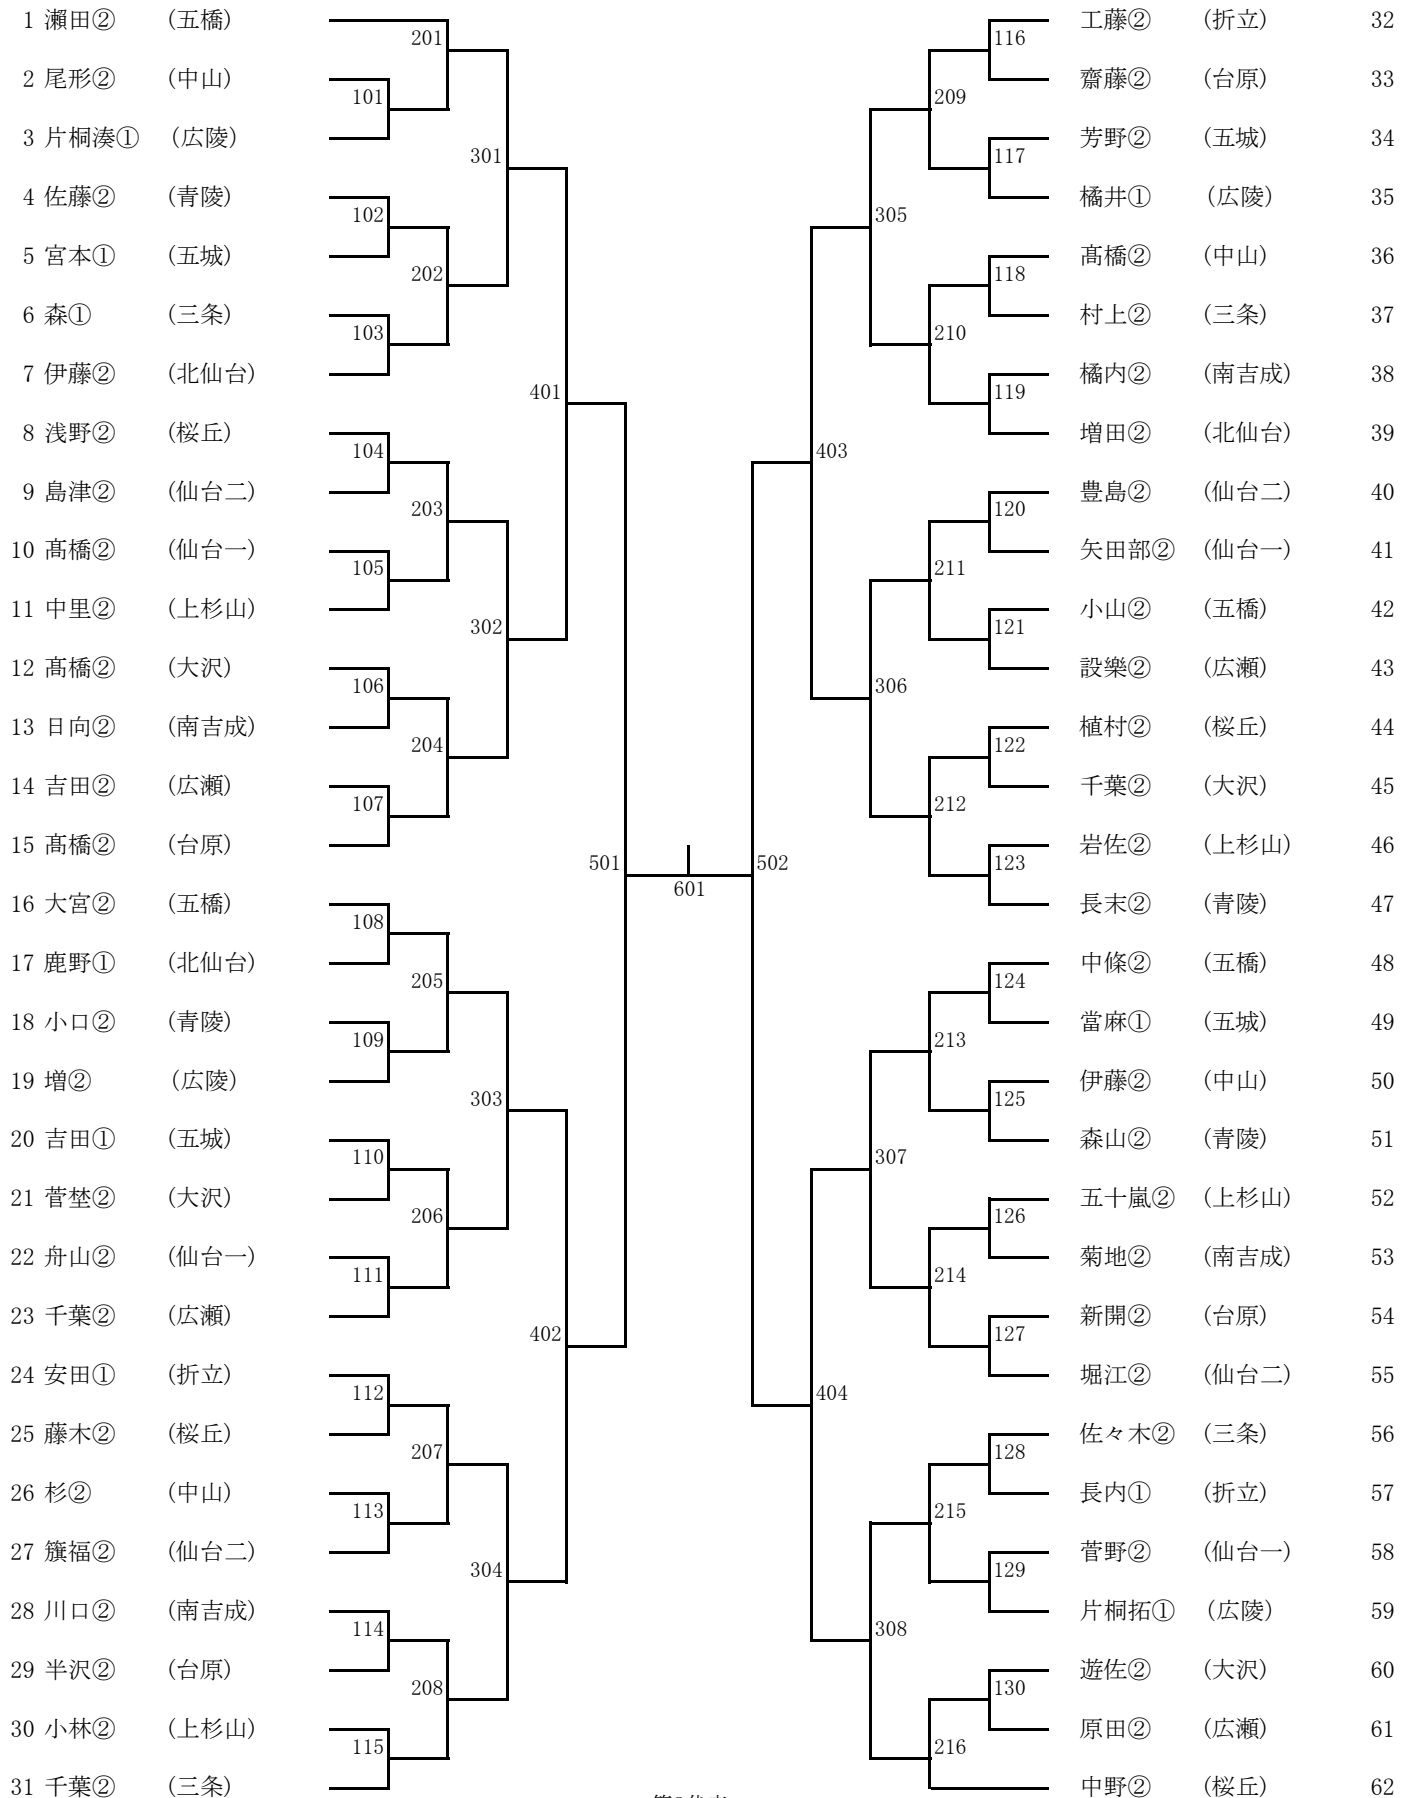 1 瀬田② (五橋)
2 尾形② (中山)
3 片桐湊① (広陵)
4 佐藤② (青陵)
5 宮本① (五城)
6 森① (三条)
7 伊藤② (北仙台)
8 浅野② (桜丘)
9 島津② (仙台二)
10 髙橋② (仙台一)
11 中里② (上杉山)
12 髙橋② (大沢)
13 日向② (南吉成)
14 吉田② (広瀬)
15 髙橋② (台原)
16 大宮② (五橋)
17 鹿野① (北仙台)
18 小口② (青陵)
19 増② (広陵)
20 吉田① (五城)
21 菅埜② (大沢)
22 舟山② (仙台一)
23 千葉② (広瀬)
24 安田① (折立)
25 藤木② (桜丘)
26 杉② (中山)
27 籏福② (仙台二)
28 川口② (南吉成)
29 半沢② (台原)
30 小林② (上杉山)
31 千葉② (三条)
101
102
103
104
105
106
107
108
109
110
111
112
113
114
115
201
202
203
204
205
206
207
208
301
302
303
304
401
402
501
601
502
403
404
305
306
307
308
209
210
211
212
213
214
215
216
116
117
118
119
120
121
122
123
124
125
126
127
128
129
130
工藤② (折立) 32
齋藤② (台原) 33
芳野② (五城) 34
橘井① (広陵) 35
髙橋② (中山) 36
村上② (三条) 37
橘内② (南吉成) 38
増田② (北仙台) 39
豊島② (仙台二) 40
矢田部② (仙台一) 41
小山② (五橋) 42
設樂② (広瀬) 43
植村② (桜丘) 44
千葉② (大沢) 45
岩佐② (上杉山) 46
長末② (青陵) 47
中條② (五橋) 48
當麻① (五城) 49
伊藤② (中山) 50
森山② (青陵) 51
五十嵐② (上杉山) 52
菊地② (南吉成) 53
新開② (台原) 54
堀江② (仙台二) 55
佐々木② (三条) 56
長内① (折立) 57
菅野② (仙台一) 58
片桐拓① (広陵) 59
遊佐② (大沢) 60
原田② (広瀬) 61
中野② (桜丘) 62